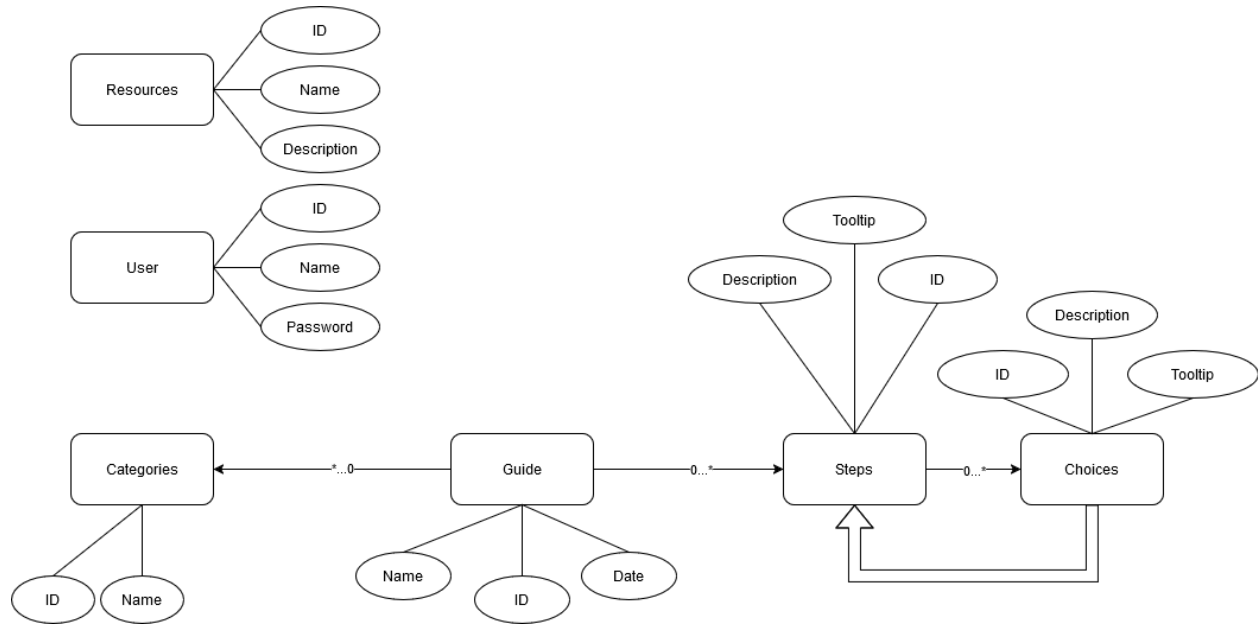 ID
Resources
Name
Description
ID
User
Name
Password
Tooltip
Description
ID
Description
ID
Tooltip
Categories
*...0
Guide
0...*
Steps
0...*
Choices
Name
Date
ID
Name
ID